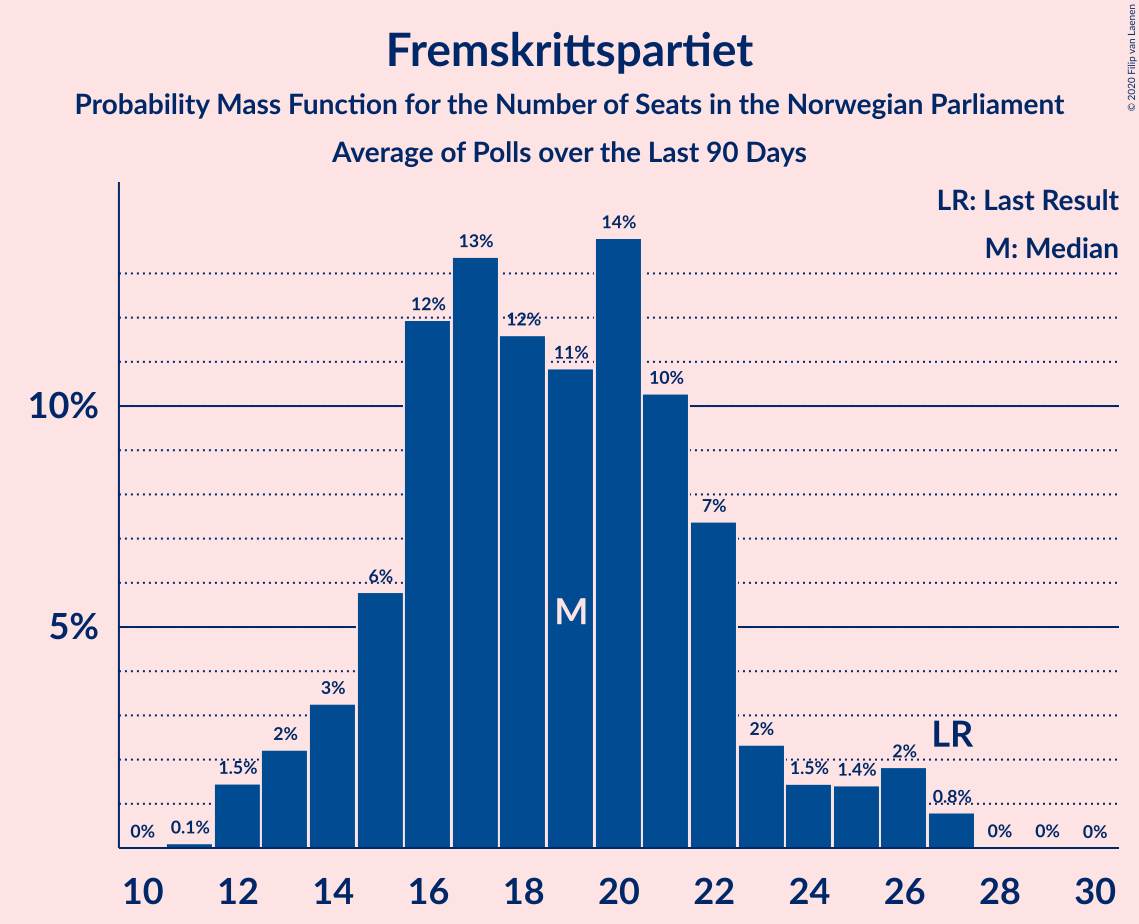 Fremskrittspartiet
Probability Mass Function for the Number of Seats in the Norwegian Parliament
Average of Polls over the Last 90 Days
© 2020 Filip van Laenen
LR: Last Result
M: Median
10%
5%
0%
0.1%
1.5%
2%
3%
6%
12%
13%
12%
11%
14%
10%
7%
2%
1.5%
1.4%
2%
0.8%
0%
0%
0%
M
LR
10 12 14 16 18 20 22 24 26 28 30